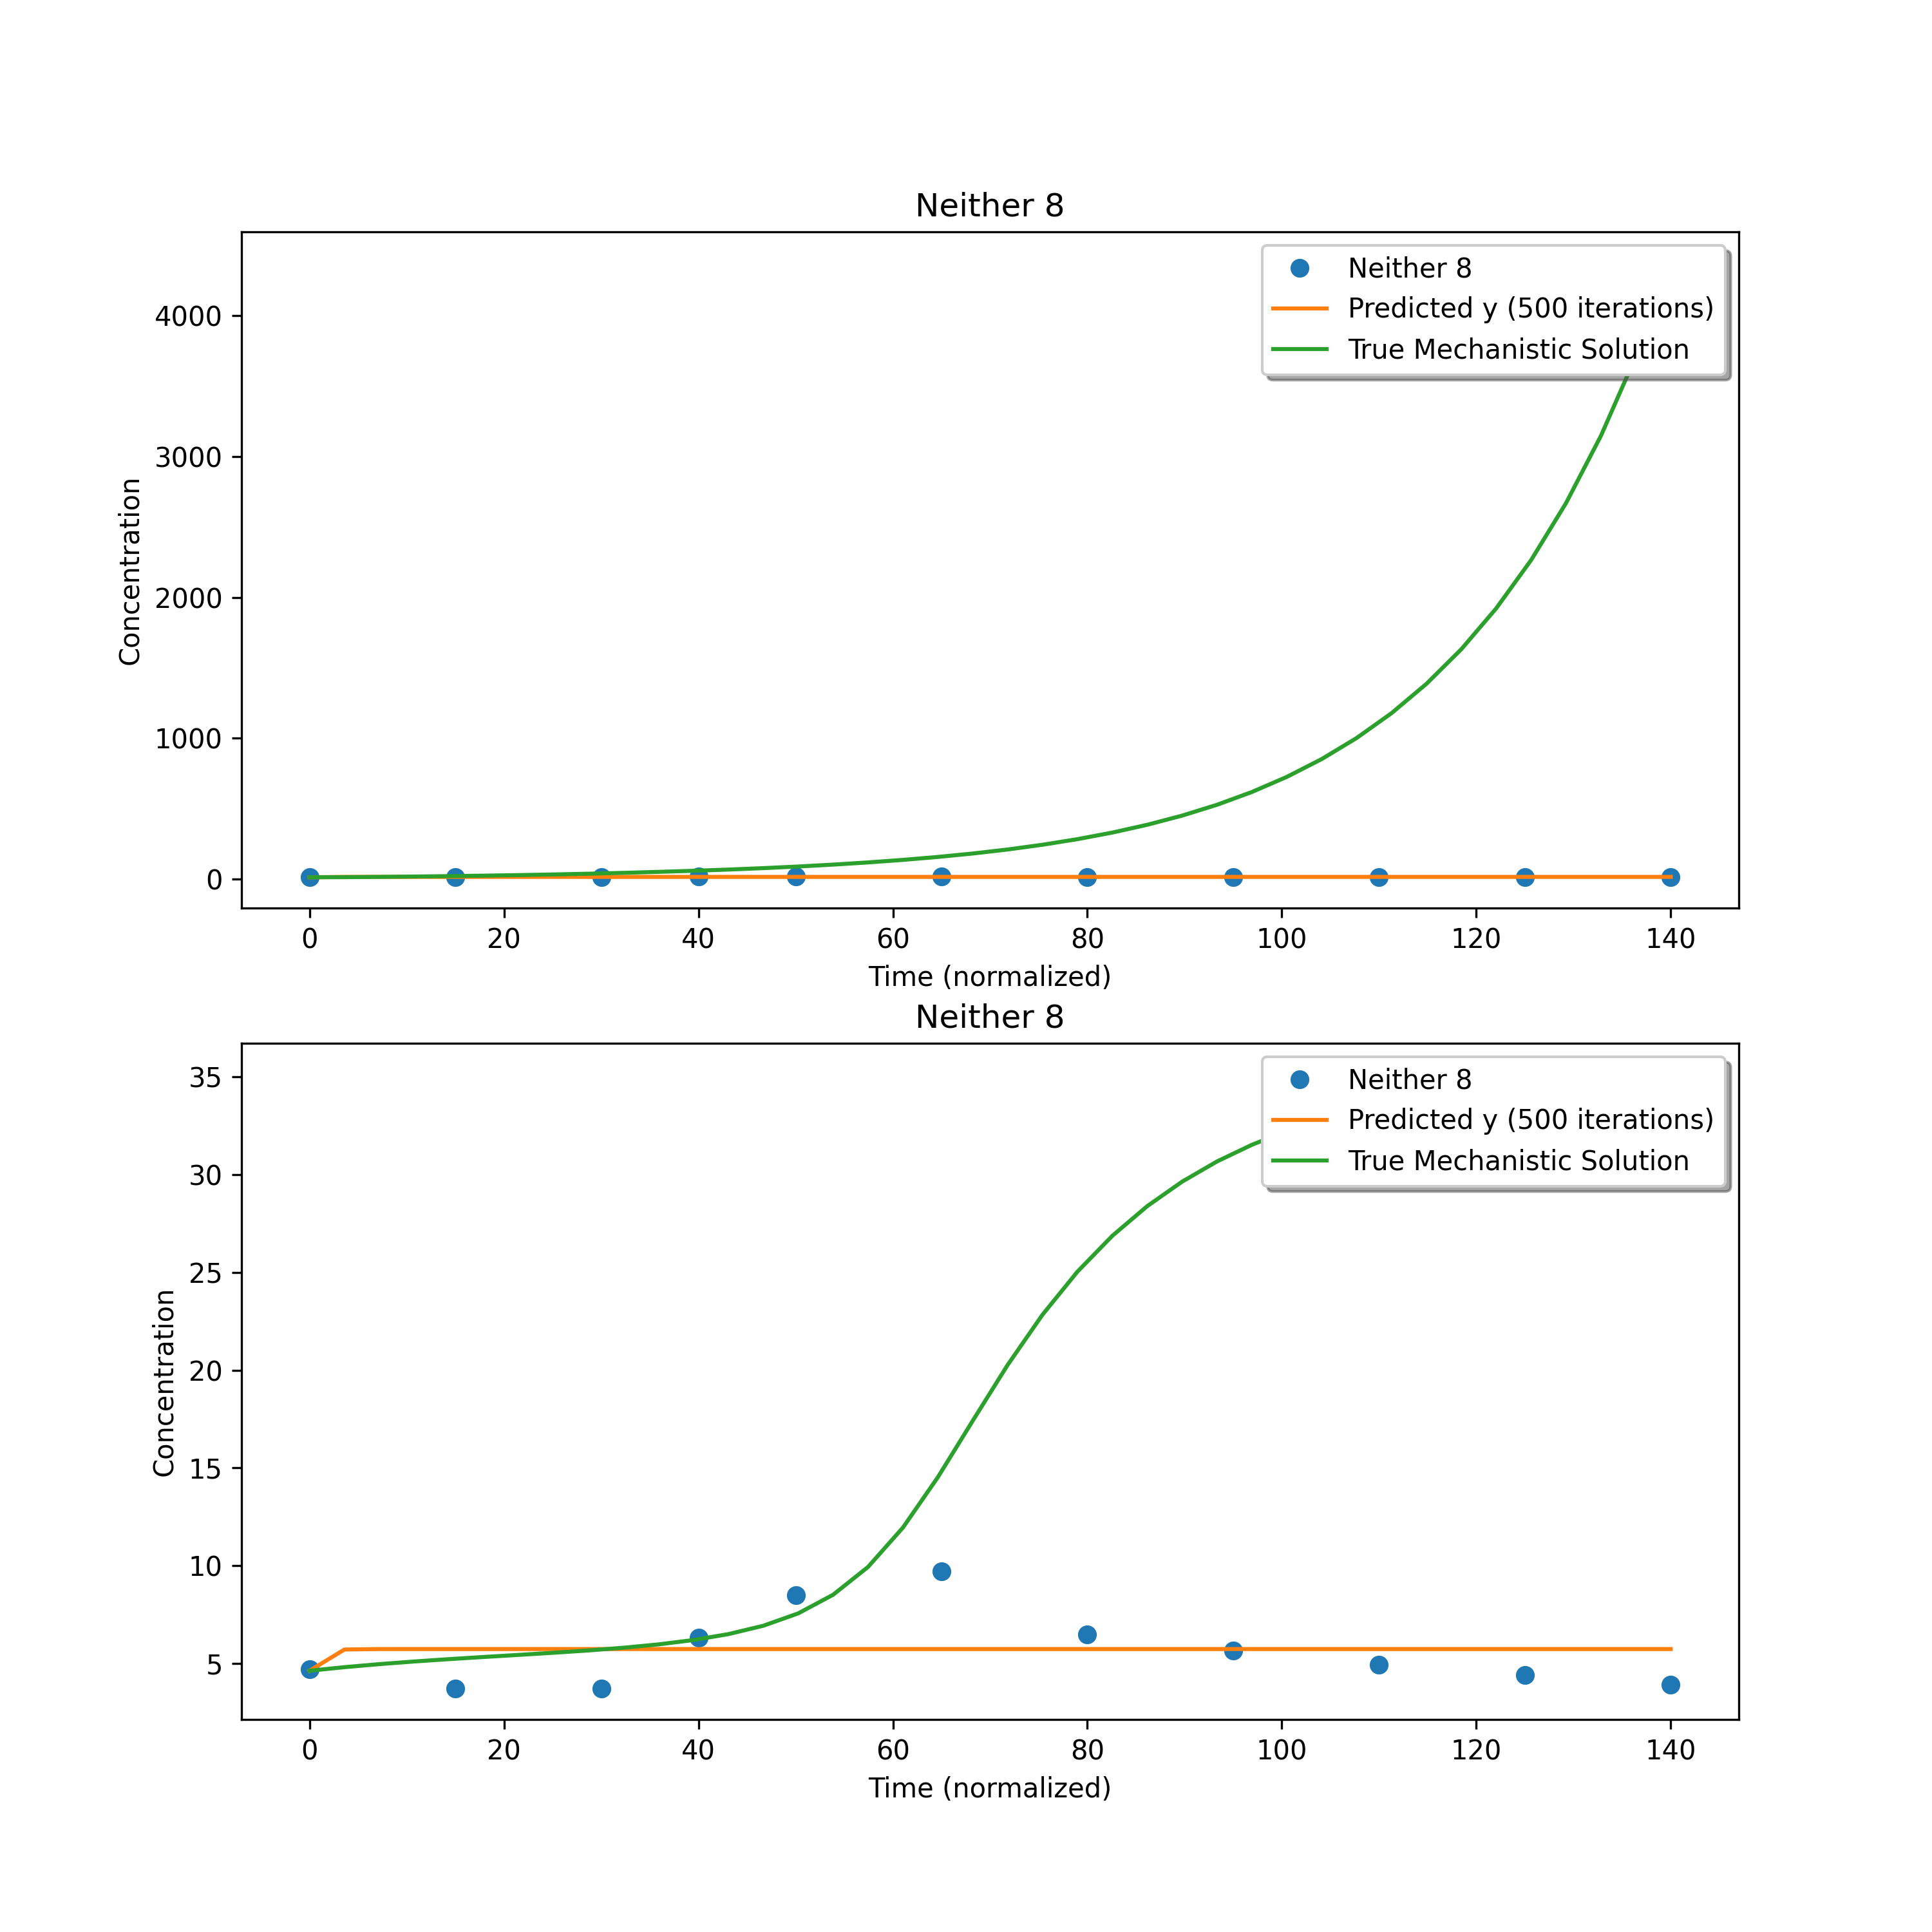 Neither 8
Neither 8
Predicted y (500 iterations)
True Mechanistic Solution
4000
3000
2000
1000
0
Concentration
0 20 40 60 80 100 120 140
Time (normalized)
Neither 8
Neither 8
Predicted y (500 iterations)
True Mechanistic Solution
35
30
25
20
15
10
5
Concentration
0 20 40 60 80 100 120 140
Time (normalized)